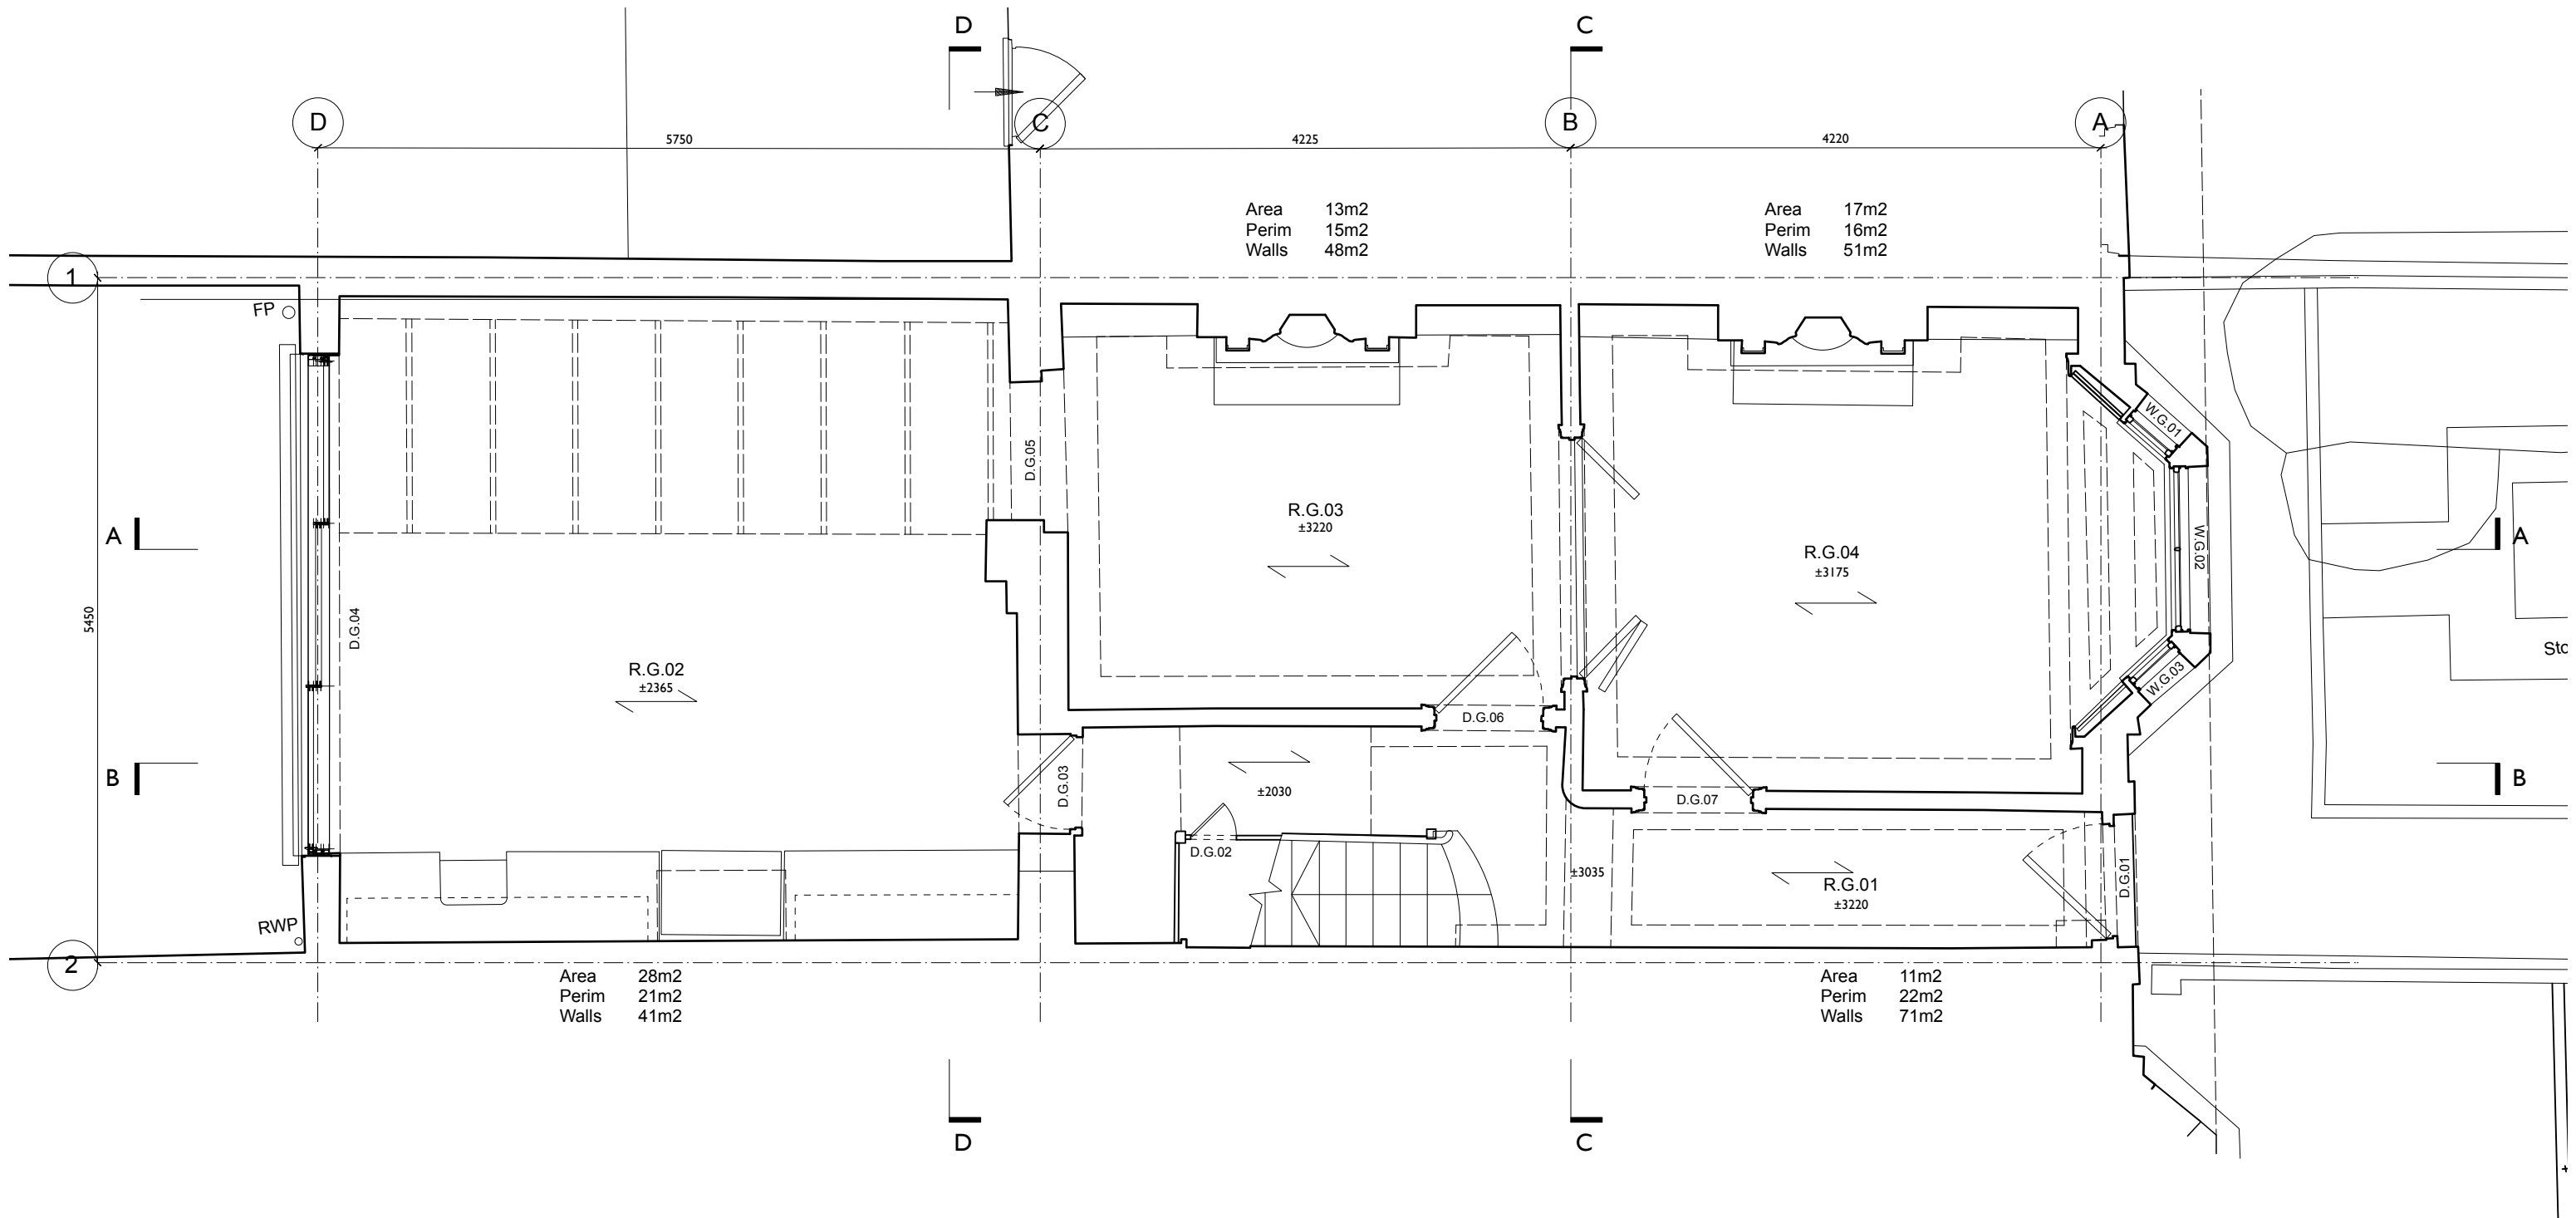 D
C
D
C
B
A
5750
4225
4220
Area 13m2
Perim 15m2
Walls 48m2
Area 17m2
Perim 16m2
Walls 51m2
1
FP
W.G.01
D.G.05
R.G.03
±3220
A
W.G.02
A
R.G.04
±3175
5450
D.G.04
R.G.02
±2365
Sto
W.G.03
D.G.06
B
D.G.03
±2030
D.G.07
B
D.G.02
±3035
R.G.01
±3220
D.G.01
RWP
2
Area 28m2
Perim 21m2
Walls 41m2
Area 11m2
Perim 22m2
Walls 71m2
D
C